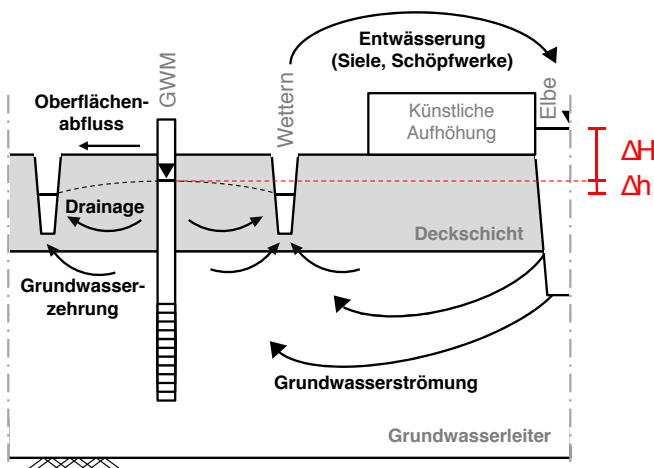 Entwässerung
(Siele, Schöpfwerke)
Oberflächen-
abfluss
GWM
Wettern
Künstliche
Aufhöhung
Elbe
ΔH
Δh
Drainage
Deckschicht
Grundwasser-
zehrung
Grundwasserströmung
Grundwasserleiter